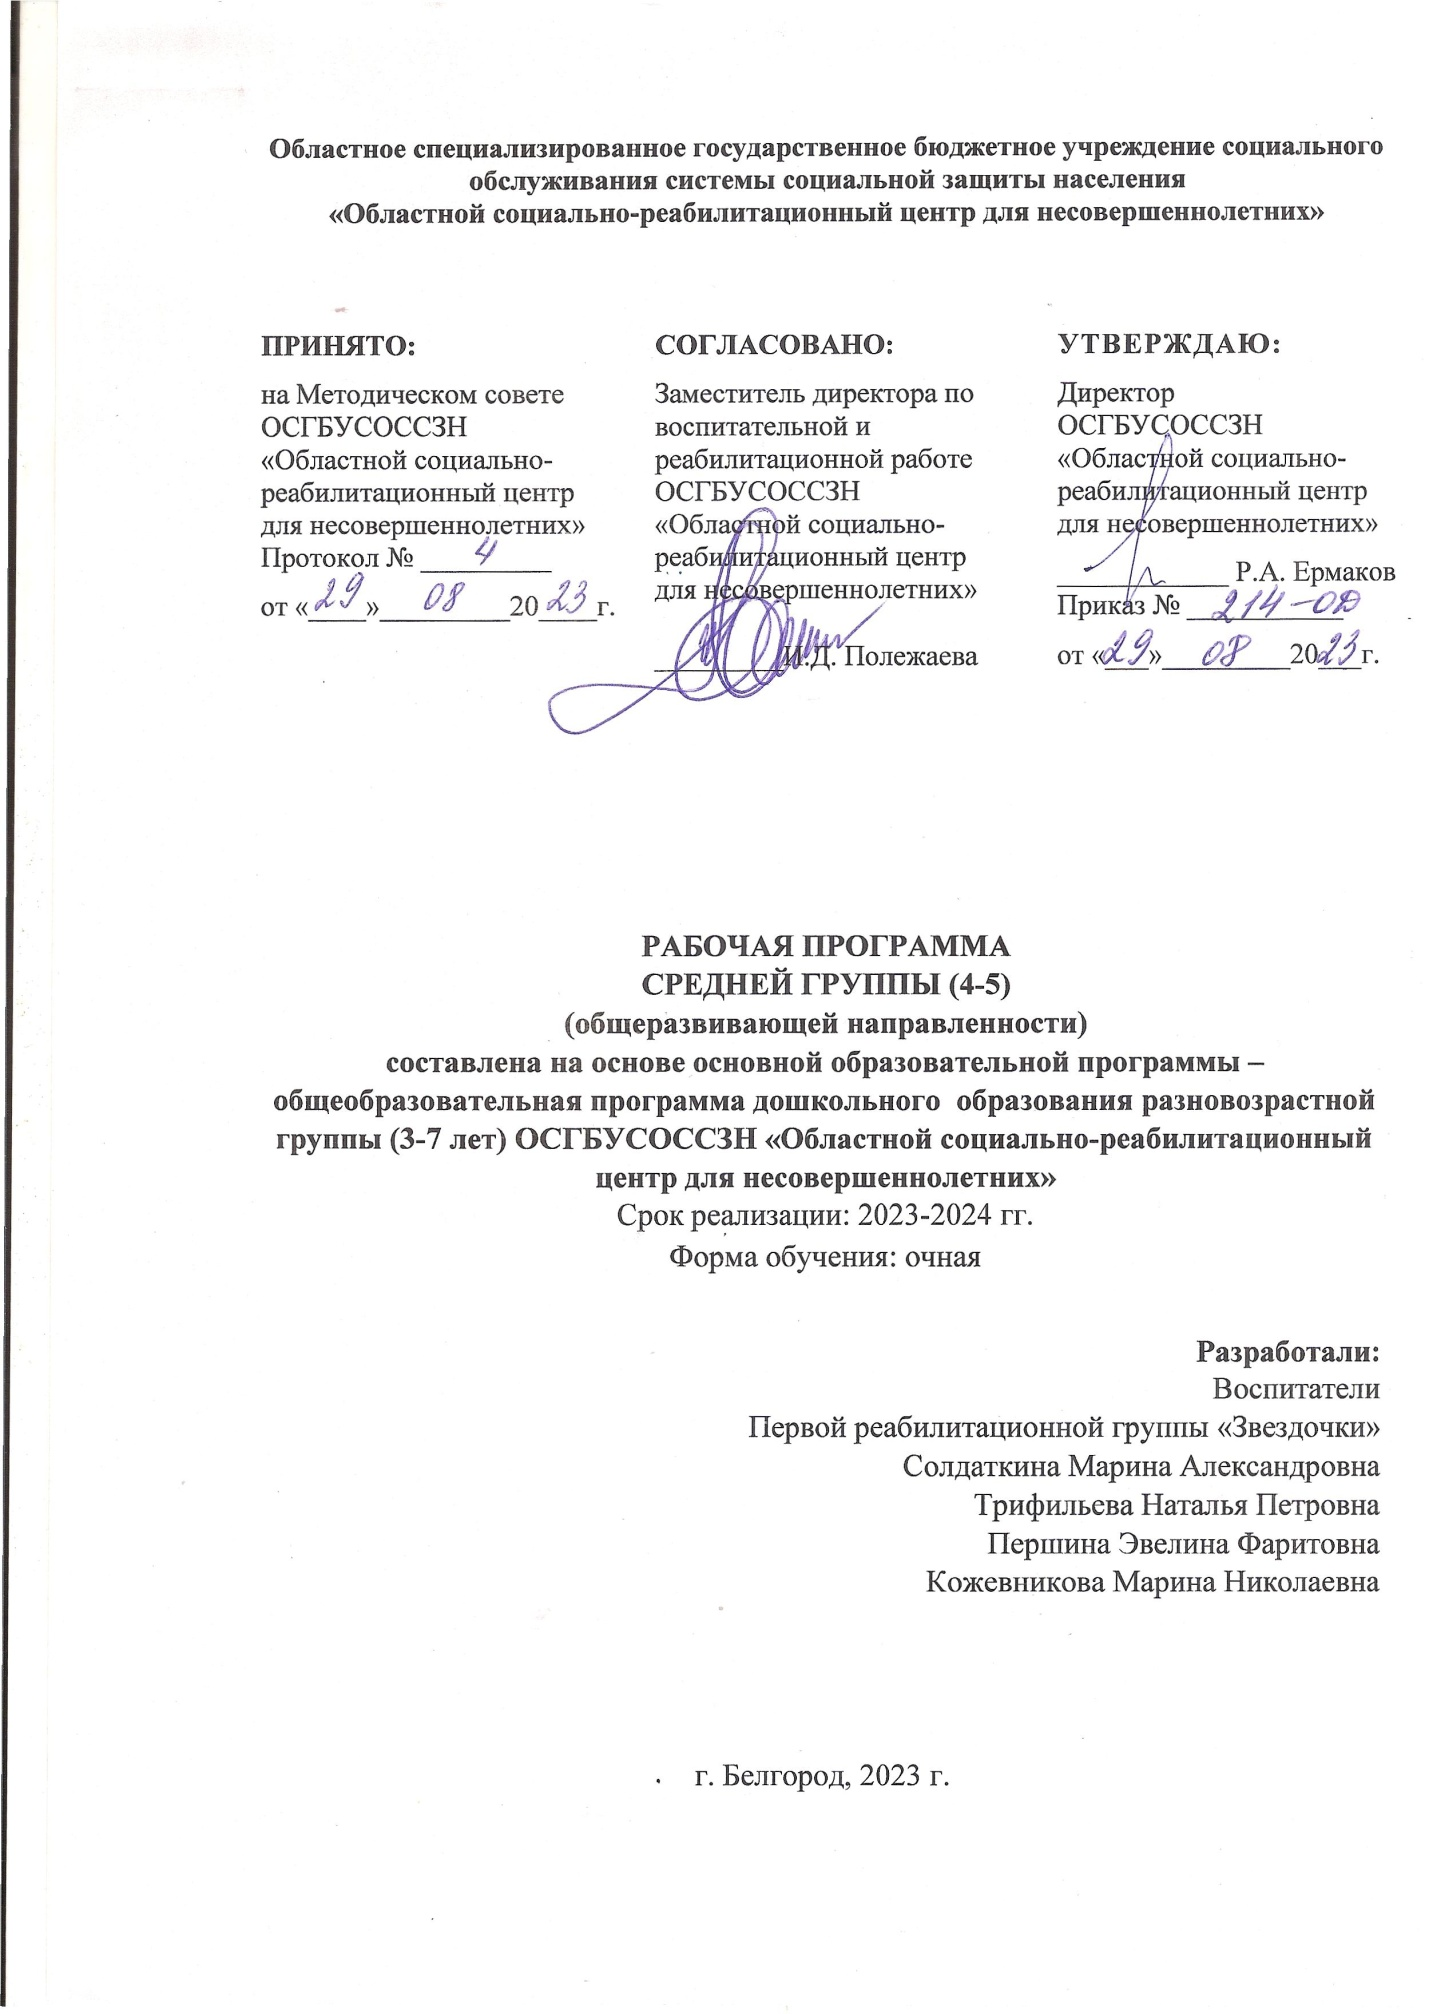 Областное специализированное государственное бюджетное учреждение социального
обслуживания системы социальной защиты населения
«Областной социально-реабилитационный центр для несовершеннолетних»
ПРИНЯТО:
на Методическом совете
ОСГБУСОССЗН
«Областной социально-
реабилитационный центр
для несовершеннолетних»
Протокол № 4
от «29» 08 2023 г.
СОГЛАСОВАНО:
Заместитель директора по
воспитательной и
реабилитационной работе
ОСГБУСОССЗН
«Областной социально-
реабилитационный центр
для несовершеннолетних»
И.Д. Полежаева
УТВЕРЖДАЮ:
Директор
ОСГБУСОССЗН
«Областной социально-
реабилитационный центр
для несовершеннолетних»
Р.А. Ермаков
Приказ № 214-ОД
от «29» 08 2023 г.
РАБОЧАЯ ПРОГРАММА
СРЕДНЕЙ ГРУППЫ (4-5)
(общеразвивающей направленности)
составлена на основе основной образовательной программы –
общеобразовательная программа дошкольного образования разновозрастной
группы (3-7 лет) ОСГБУСОССЗН «Областной социально-реабилитационный
центр для несовершеннолетних»
Срок реализации: 2023-2024 гг.
Форма обучения: очная
Разработали:
Воспитатели
Первой реабилитационной группы «Звездочки»
Солдаткина Марина Александровна
Трифильева Наталья Петровна
Першина Эвелина Фаритовна
Кожевникова Марина Николаевна
г. Белгород, 2023 г.